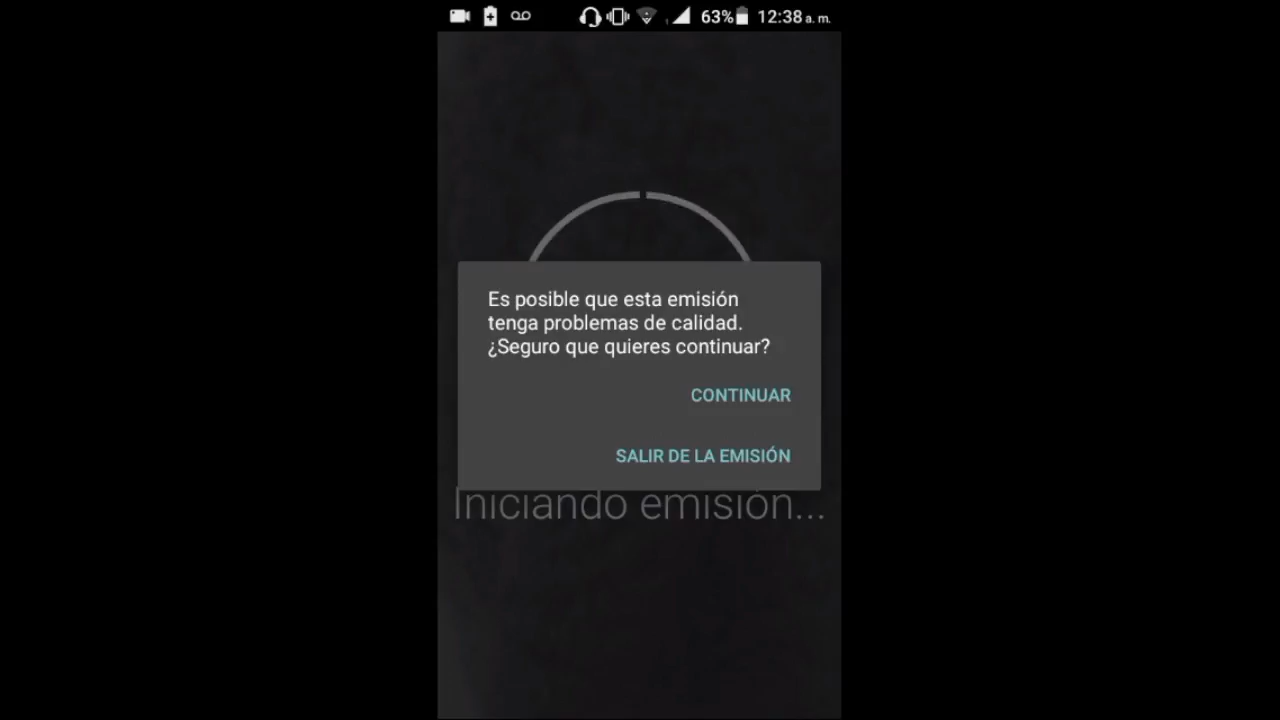 63% 12:38 a. m.
Es posible que esta emisión
tenga problemas de calidad.
¿Seguro que quieres continuar?
CONTINUAR
SALIR DE LA EMISIÓN
Iniciando emisión...